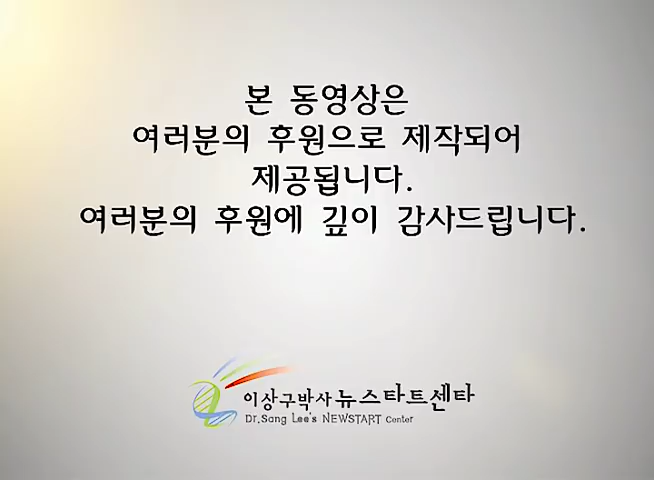 본 동영상은
여러분의 후원으로 제작되어
제공됩니다.
여러분의 후원에 깊이 감사드립니다.
이상구박사 뉴스타트센타
Dr.Sang Lee's NEWSTART Center